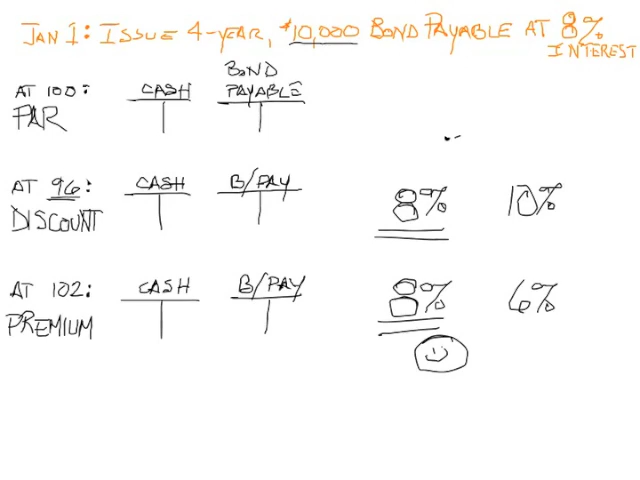 JAN 1: ISSUE 4-YEAR, $10,000 BOND PAYABLE AT 8%
INTEREST
AT 100:
PAR
CASH
BOND
PAYABLE
AT 96:
DISCOUNT
CASH
B/PAY
8%
10%
AT 102:
PREMIUM
CASH
B/PAY
8%
6%